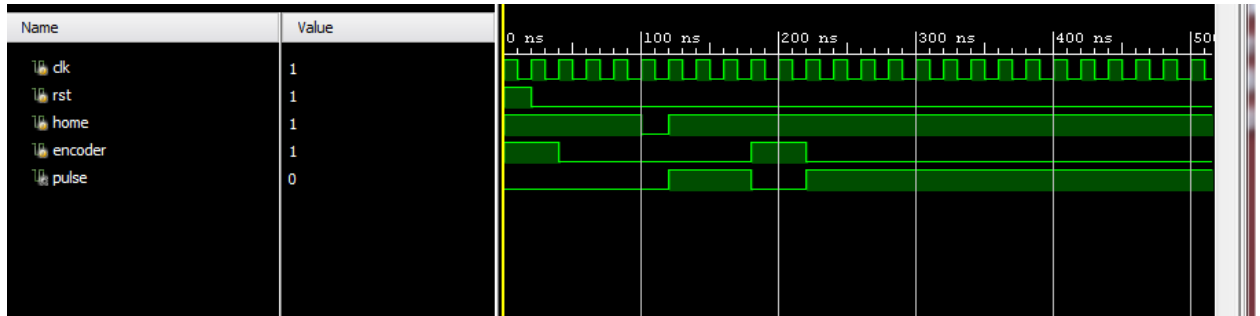 Name Value
0 ns 100 ns 200 ns 300 ns 400 ns 50
clk 1
rst 1
home 1
encoder 1
pulse 0